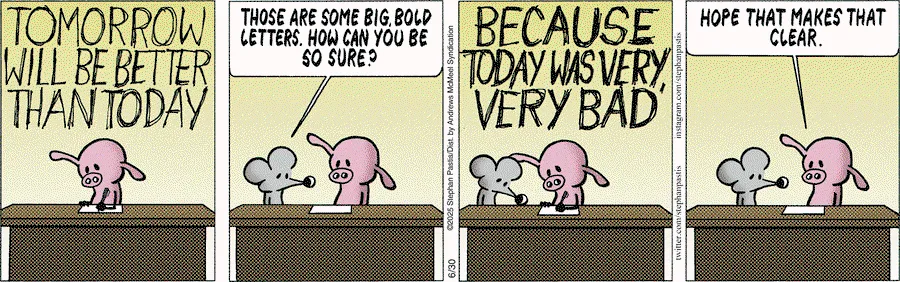 TOMORROW
WILL BE BETTER
THAN TODAY
THOSE ARE SOME BIG, BOLD
LETTERS. HOW CAN YOU BE
SO SURE?
©2025 Stephan Pastis/Dist. by Andrews McMeel Syndication
6/30
BECAUSE
TODAY WAS VERY,
VERY BAD.
twitter.com/stephanpastis
instagram.com/stephanpastis
HOPE THAT MAKES THAT
CLEAR.